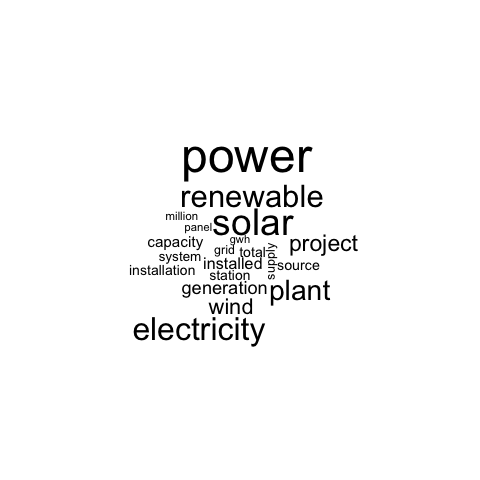 power
renewable
million
panel solar
capacity gwh project
grid total
system installed supply source
installation station
generation plant
wind
electricity